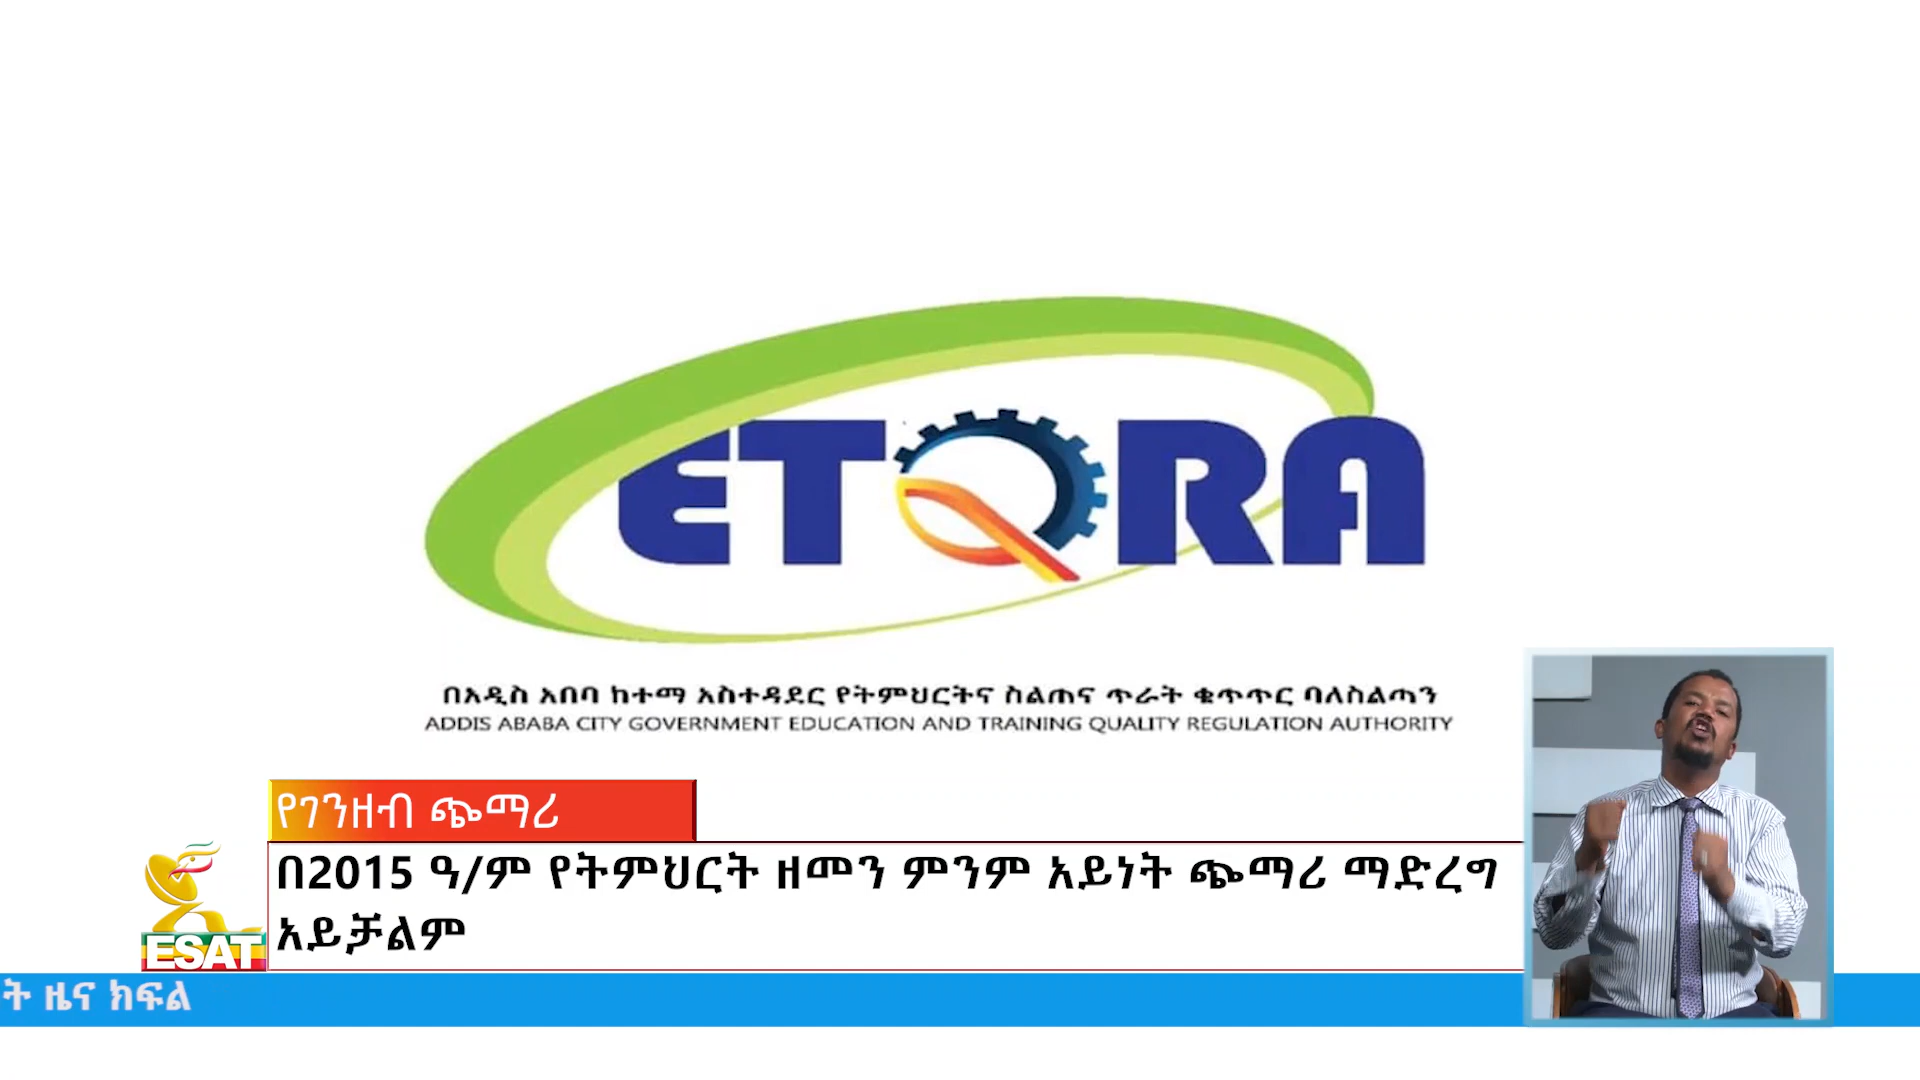 ETQRA
በአዲስ አበባ ከተማ አስተዳደር የትምህርትና ስልጠና ጥራት ቁጥጥር ባለስልጣን
ADDIS ABABA CITY GOVERNMENT EDUCATION AND TRAINING QUALITY REGULATION AUTHORITY
የገንዘብ ጭማሪ
በ2015 ዓ/ም የትምህርት ዘመን ምንም አይነት ጭማሪ ማድረግ
አይቻልም
ESAT
ት ዜና ክፍል